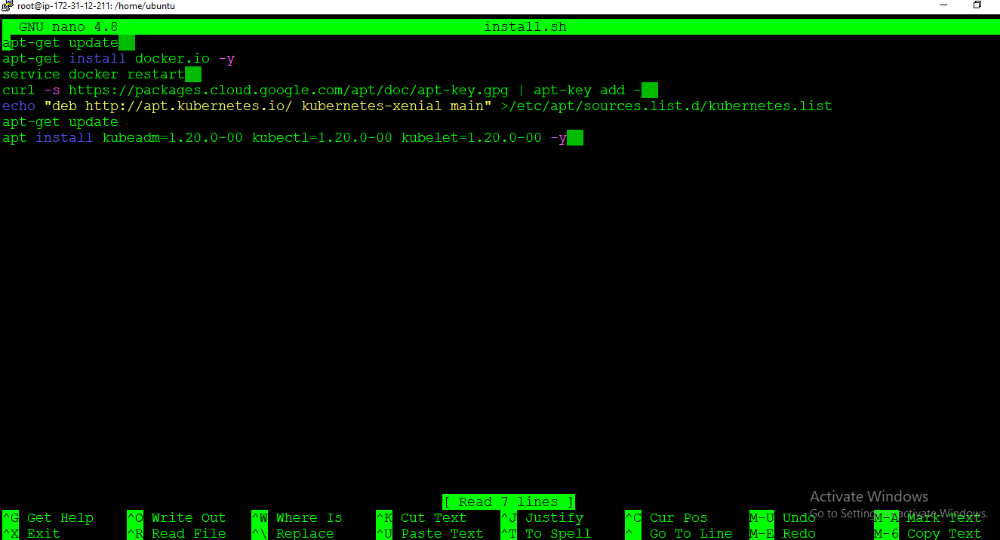 root@ip-172-31-12-211: /home/ubuntu
GNU nano 4.8 install.sh
apt-get update
apt-get install docker.io -y
service docker restart
curl -s https://packages.cloud.google.com/apt/doc/apt-key.gpg | apt-key add -
echo "deb http://apt.kubernetes.io/ kubernetes-xenial main" >/etc/apt/sources.list.d/kubernetes.list
apt-get update
apt install kubeadm=1.20.0-00 kubectl=1.20.0-00 kubelet=1.20.0-00 -y
[ Read 7 lines ]
Activate Windows
Go to Settings to activate Windows.
^G Get Help ^O Write Out ^W Where Is ^K Cut Text ^J Justify ^C Cur Pos M-U Undo M-A Mark Text
^X Exit ^R Read File ^\ Replace ^U Paste Text ^T To Spell ^_ Go To Line M-E Redo M-6 Copy Text